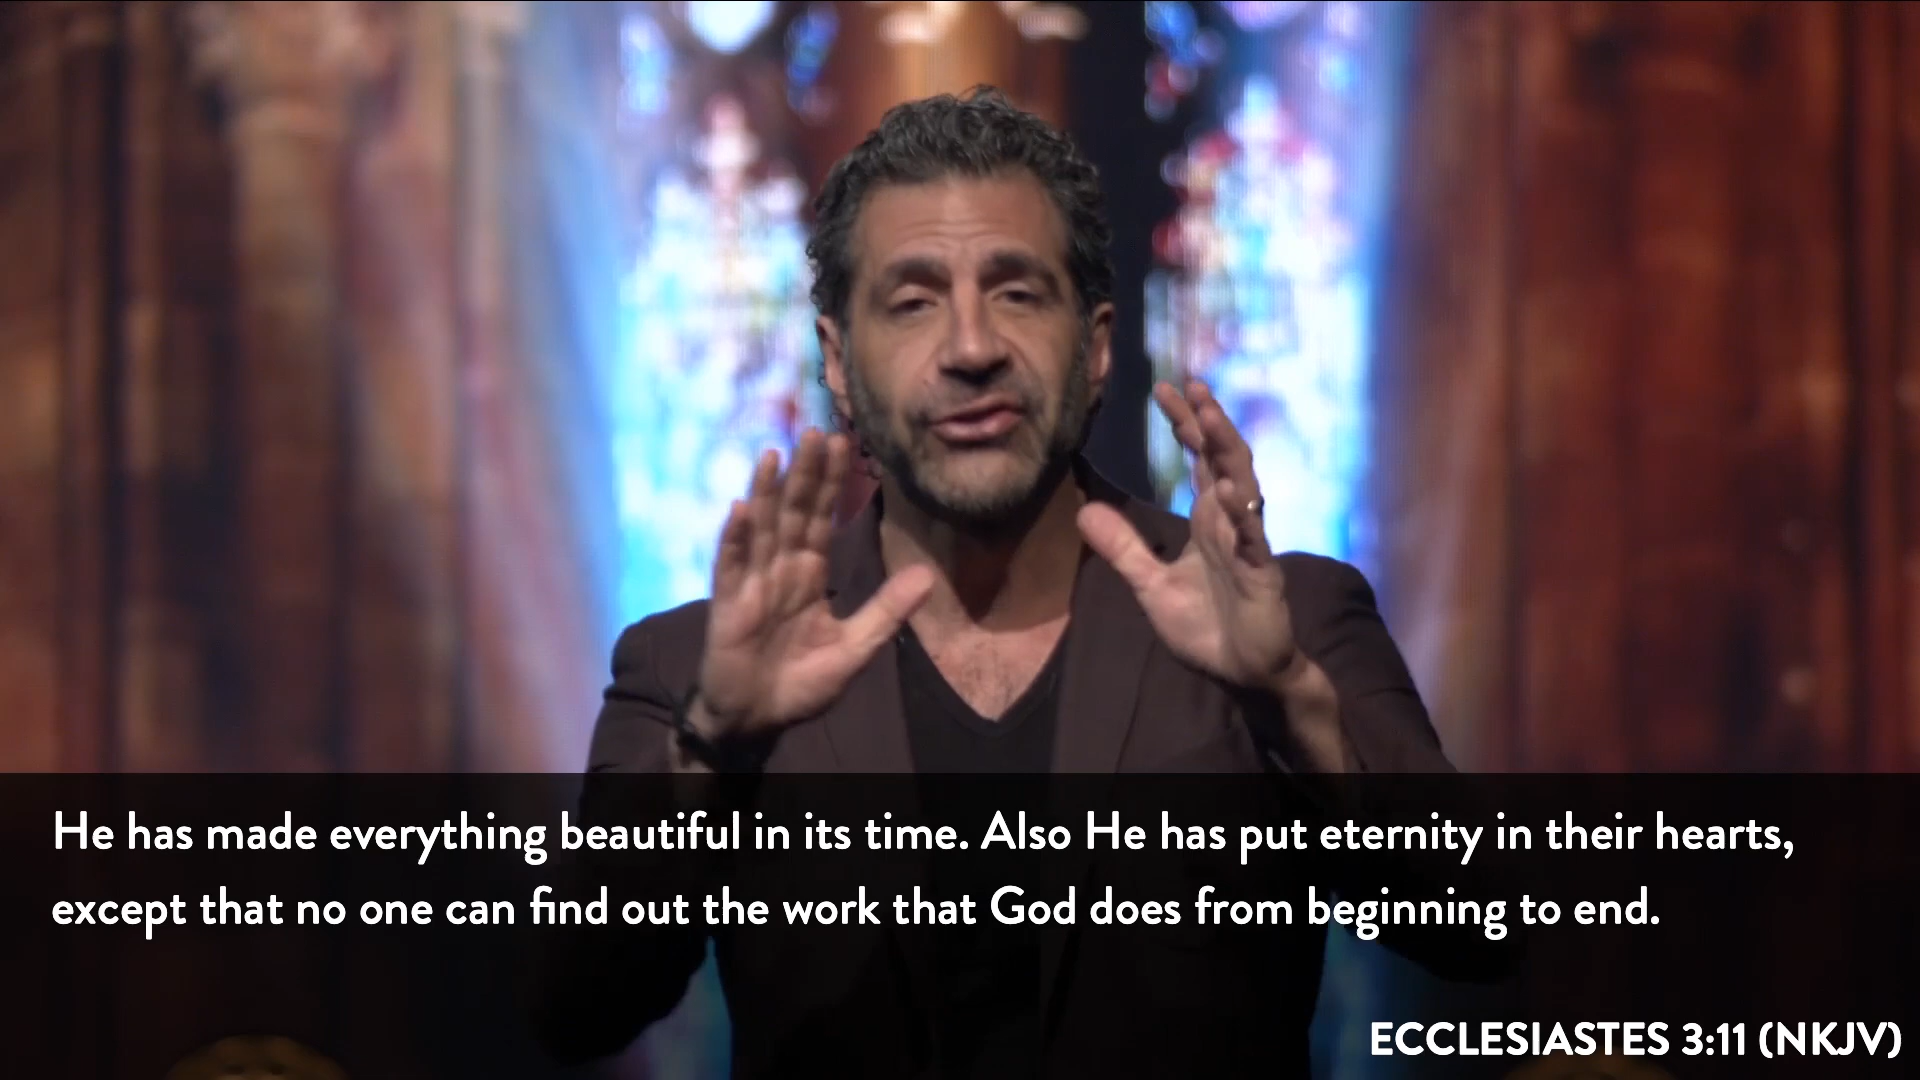 He has made everything beautiful in its time. Also He has put eternity in their hearts,
except that no one can find out the work that God does from beginning to end.
ECCLESIASTES 3:11 (NKJV)